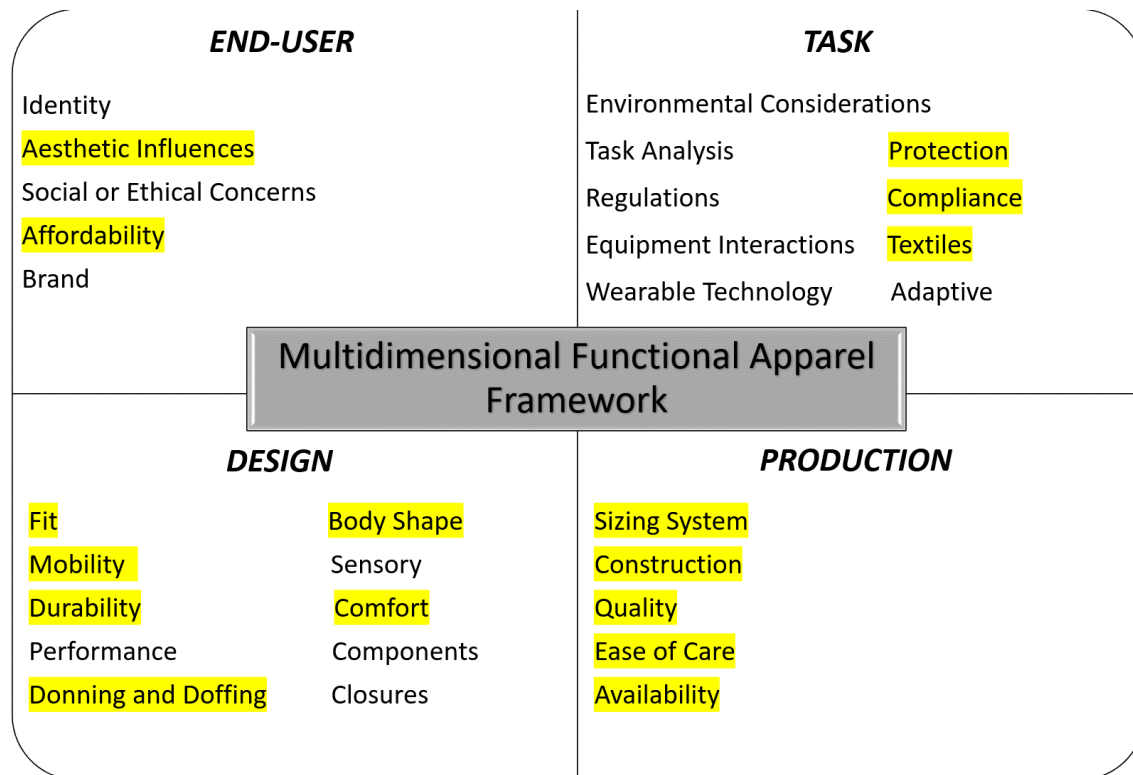 END-USER
Identity
Aesthetic Influences
Social or Ethical Concerns
Affordability
Brand
TASK
Environmental Considerations
Task Analysis
Protection
Regulations
Compliance
Equipment Interactions
Textiles
Wearable Technology
Adaptive
Multidimensional Functional Apparel
Framework
DESIGN
Fit
Body Shape
Mobility
Sensory
Durability
Comfort
Performance
Components
Donning and Doffing
Closures
PRODUCTION
Sizing System
Construction
Quality
Ease of Care
Availability